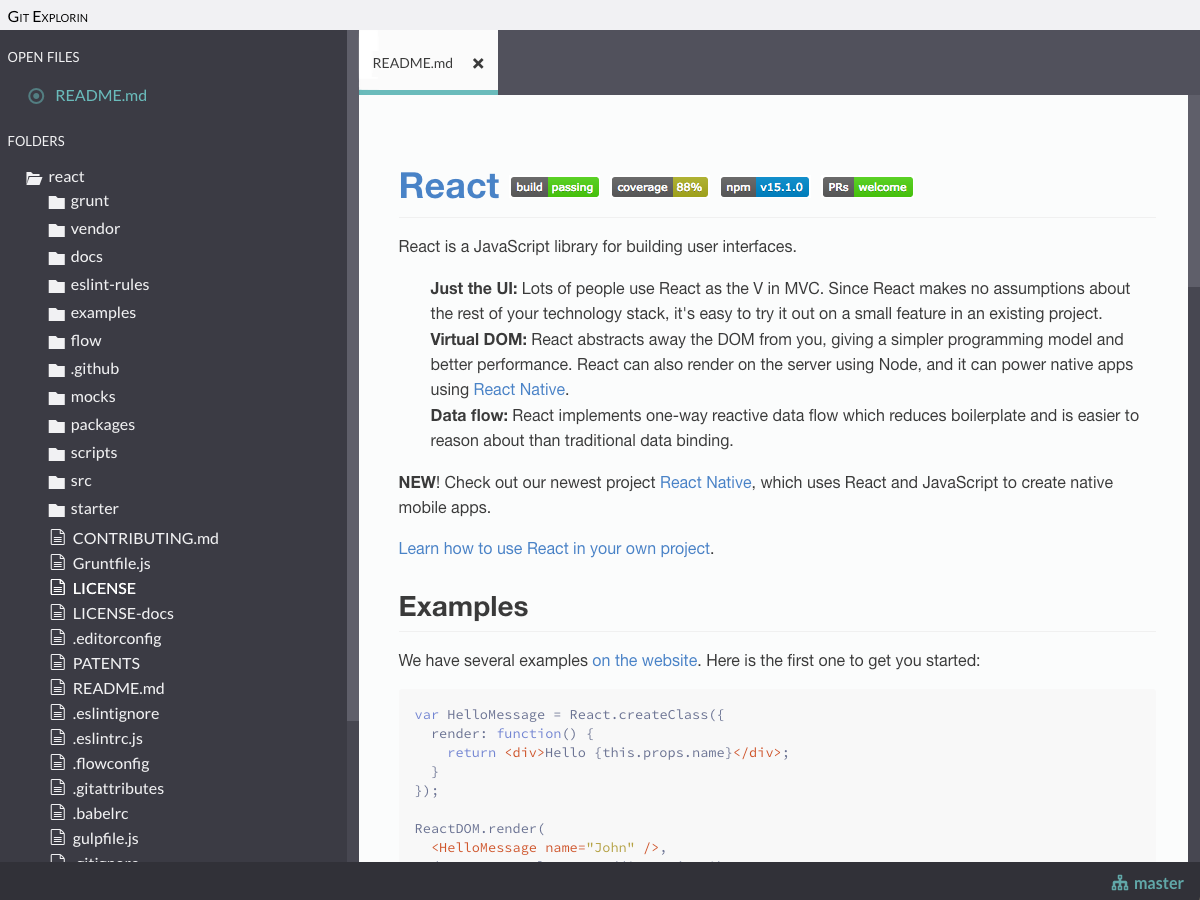 Git Explorin
OPEN FILES
README.md
FOLDERS
react
grunt
vendor
docs
eslint-rules
examples
flow
.github
mocks
packages
scripts
src
starter
CONTRIBUTING.md
Gruntfile.js
LICENSE
LICENSE-docs
.editorconfig
PATENTS
README.md
.eslintignore
.eslintrc.js
.flowconfig
.gitattributes
.babelrc
gulpfile.js
README.md ×
React build passing coverage 88% npm v15.1.0 PRs welcome
React is a JavaScript library for building user interfaces.
Just the UI: Lots of people use React as the V in MVC. Since React makes no assumptions about
the rest of your technology stack, it's easy to try it out on a small feature in an existing project.
Virtual DOM: React abstracts away the DOM from you, giving a simpler programming model and
better performance. React can also render on the server using Node, and it can power native apps
using React Native.
Data flow: React implements one-way reactive data flow which reduces boilerplate and is easier to
reason about than traditional data binding.
NEW! Check out our newest project React Native, which uses React and JavaScript to create native
mobile apps.
Learn how to use React in your own project.
Examples
We have several examples on the website. Here is the first one to get you started:
var HelloMessage = React.createClass({
  render: function() {
    return <div>Hello {this.props.name}</div>;
  }
});
ReactDOM.render(
  <HelloMessage name="John" />,
master